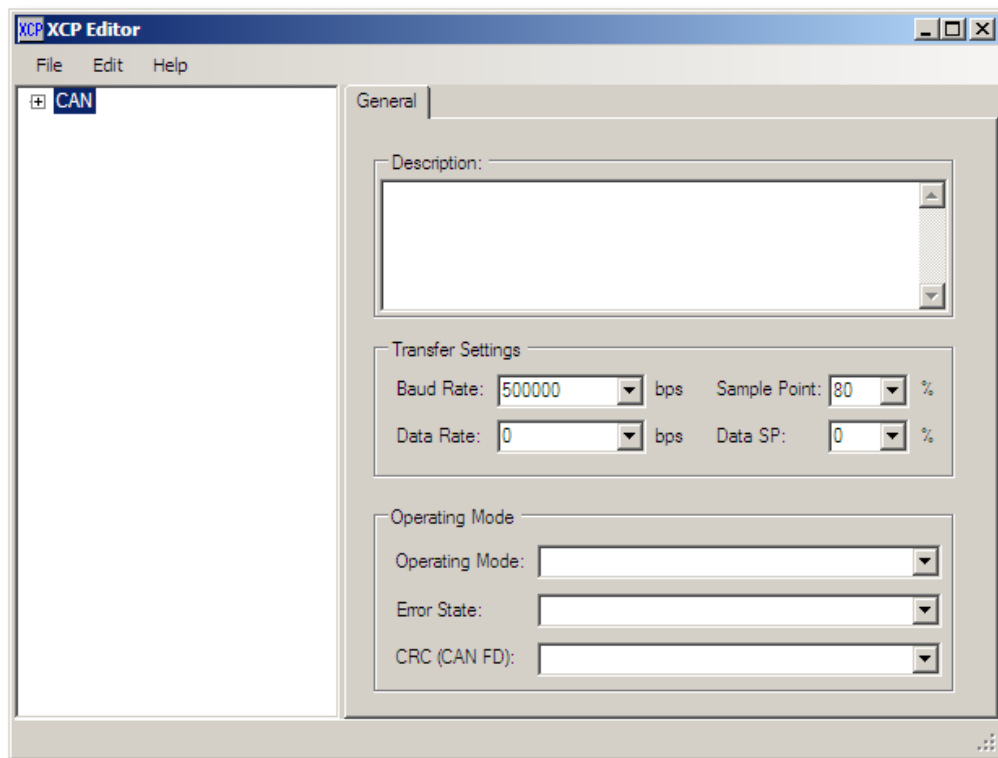 XCP XCP Editor
File Edit Help
CAN
General
Description:
Transfer Settings
Baud Rate: 500000 bps Sample Point: 80 %
Data Rate: 0 bps Data SP: 0 %
Operating Mode
Operating Mode:
Error State:
CRC (CAN FD):